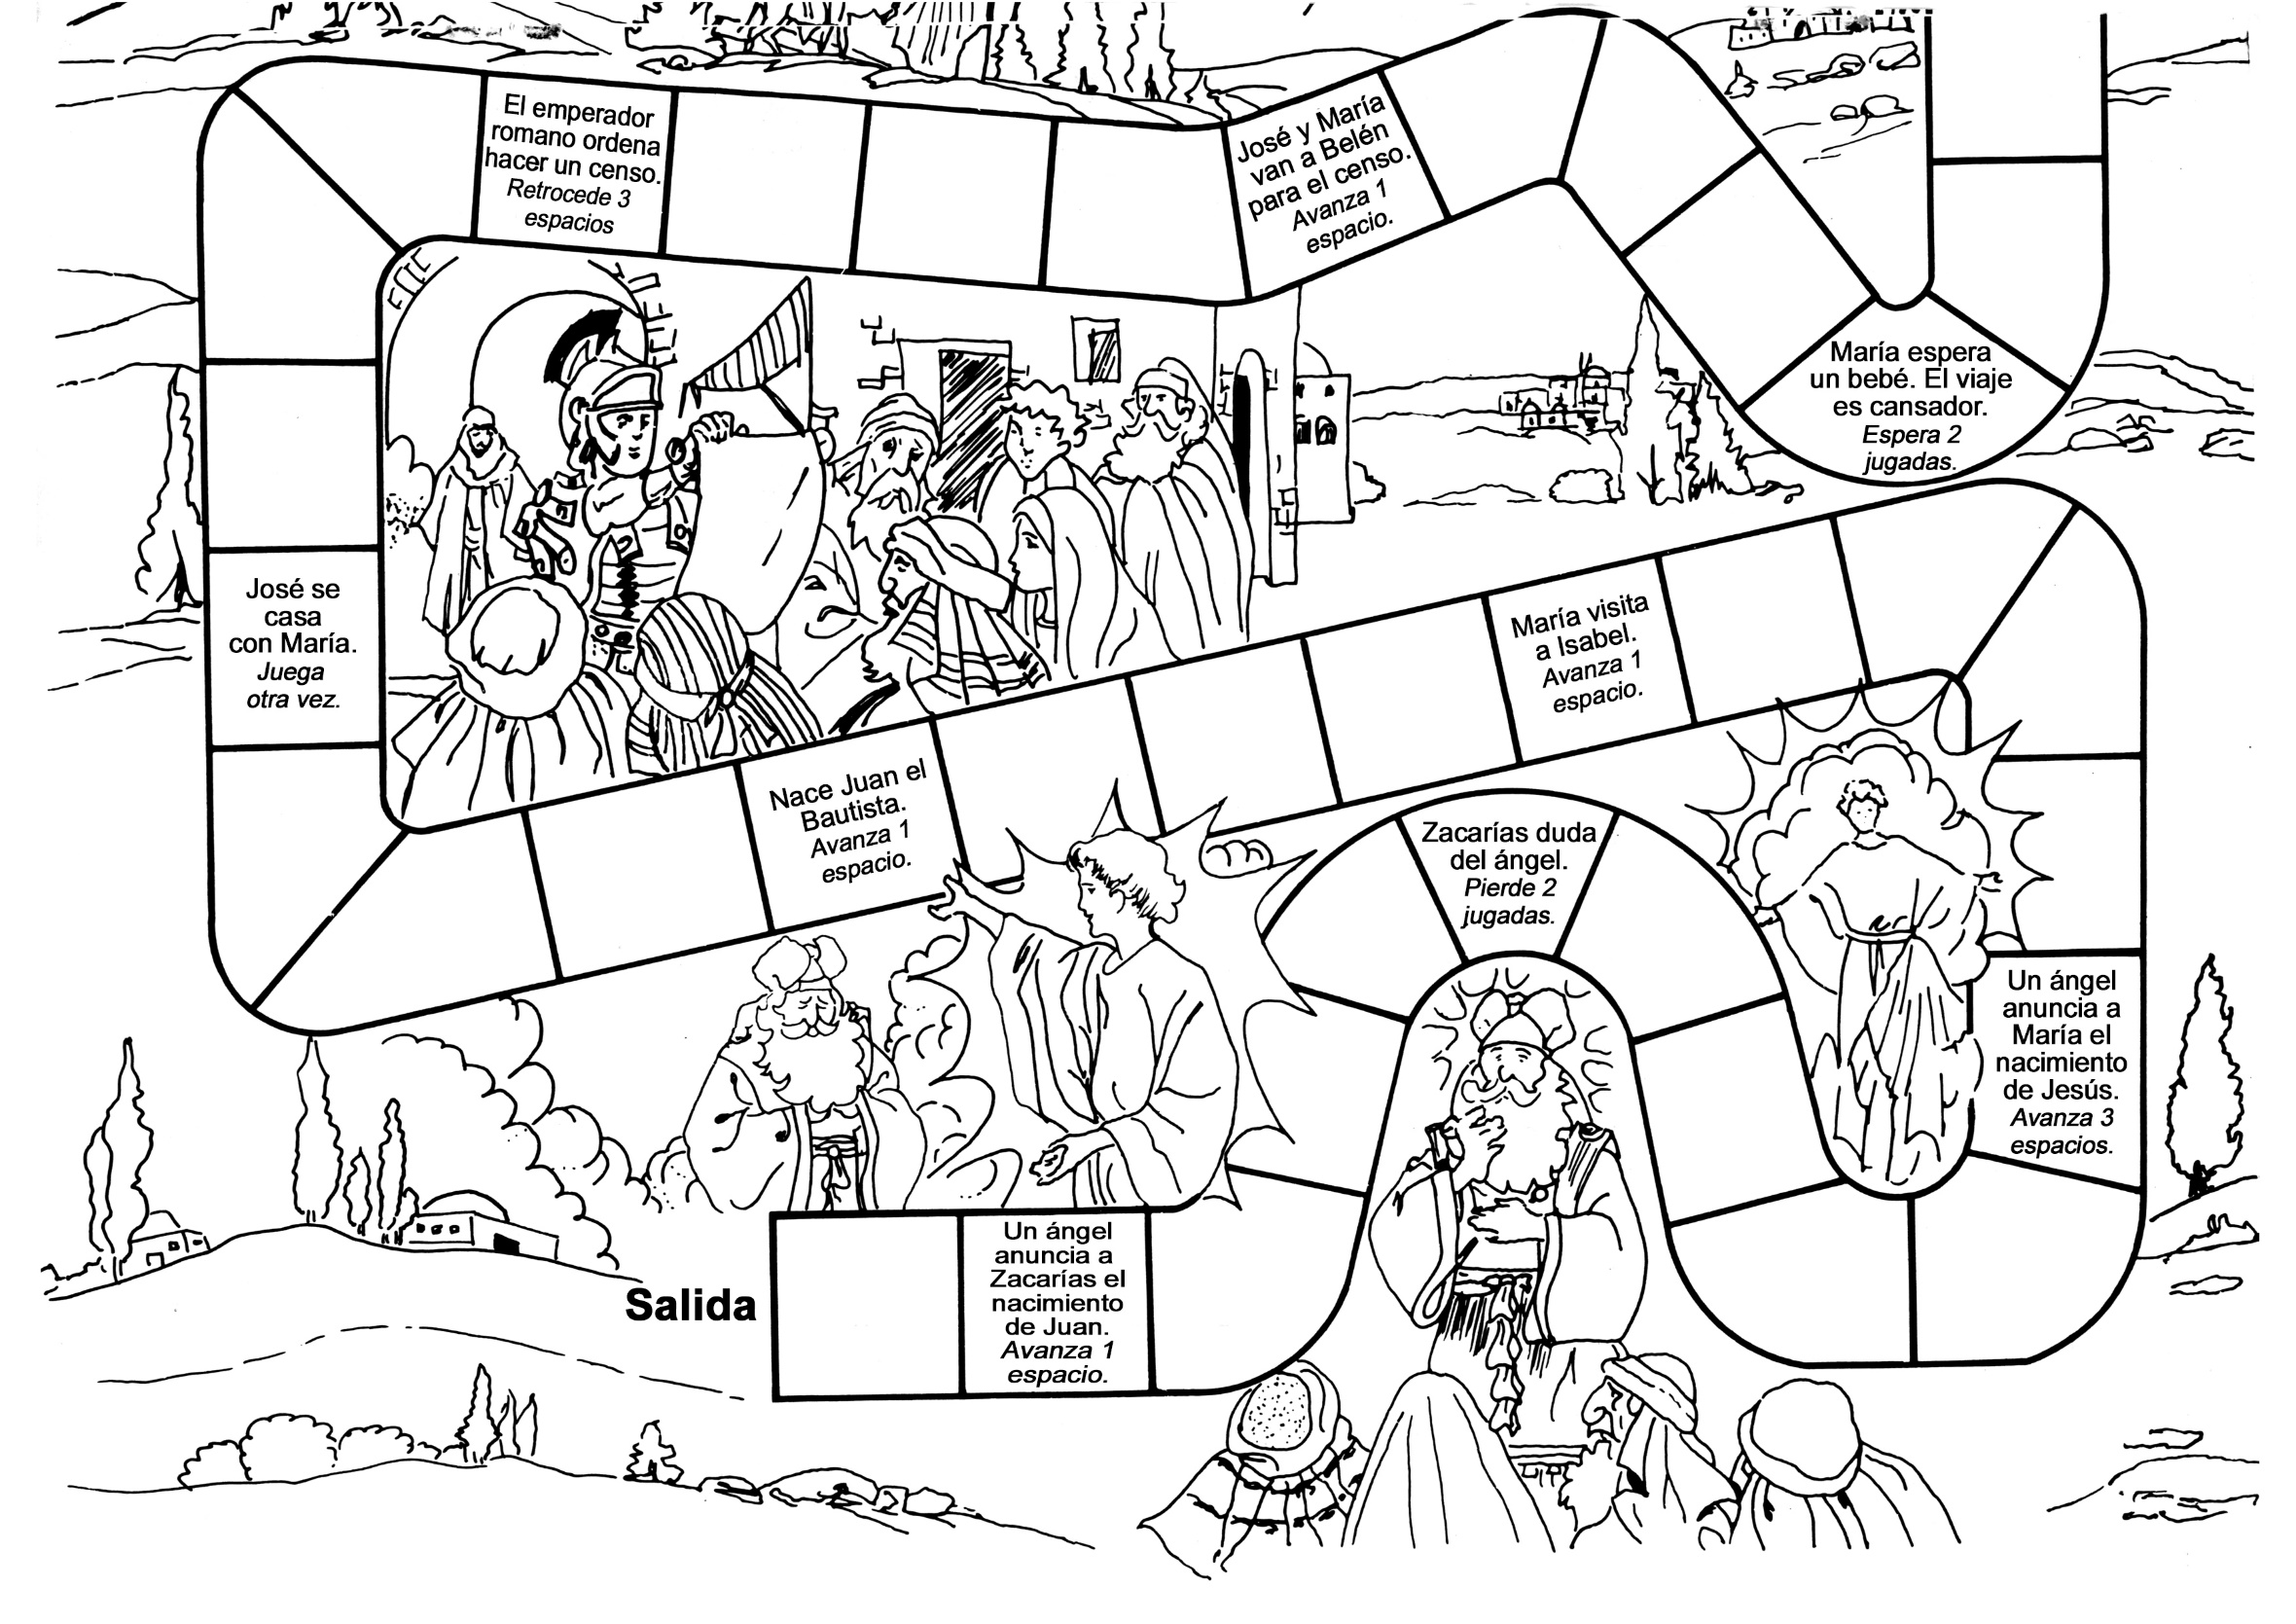 El emperador
romano ordena
hacer un censo.
Retrocede 3
espacios
José y María
van a Belén
para el censo.
Avanza 1
espacio.
María espera
un bebé. El viaje
es cansador.
Espera 2
jugadas.
José se
casa
con María.
Juega
otra vez.
María visita
a Isabel.
Avanza 1
espacio.
Nace Juan el
Bautista.
Avanza 1
espacio.
Zacarías duda
del ángel.
Pierde 2
jugadas.
Un ángel
anuncia a
María el
nacimiento
de Jesús.
Avanza 3
espacios.
Salida
Un ángel
anuncia a
Zacarías el
nacimiento
de Juan.
Avanza 1
espacio.